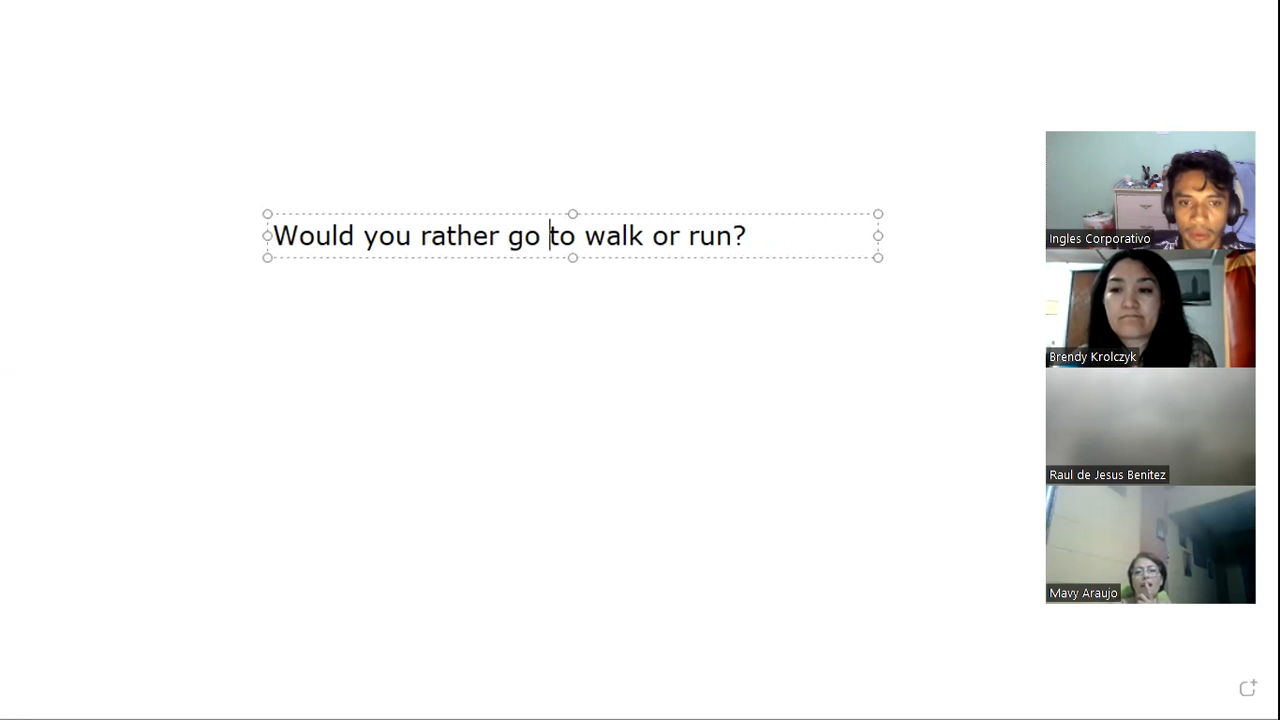 Would you rather go to walk or run?
Ingles Corporativo
Brendy Krolczyk
Raul de Jesus Benitez
Mavy Araujo